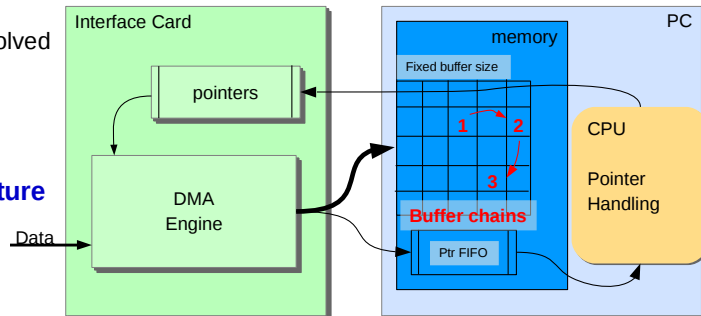 Interface Card
PC
olved
memory
Fixed buffer size
pointers
1
2
CPU
3
Pointer
Handling
DMA
Engine
ture
Buffer chains
Data
Ptr FIFO